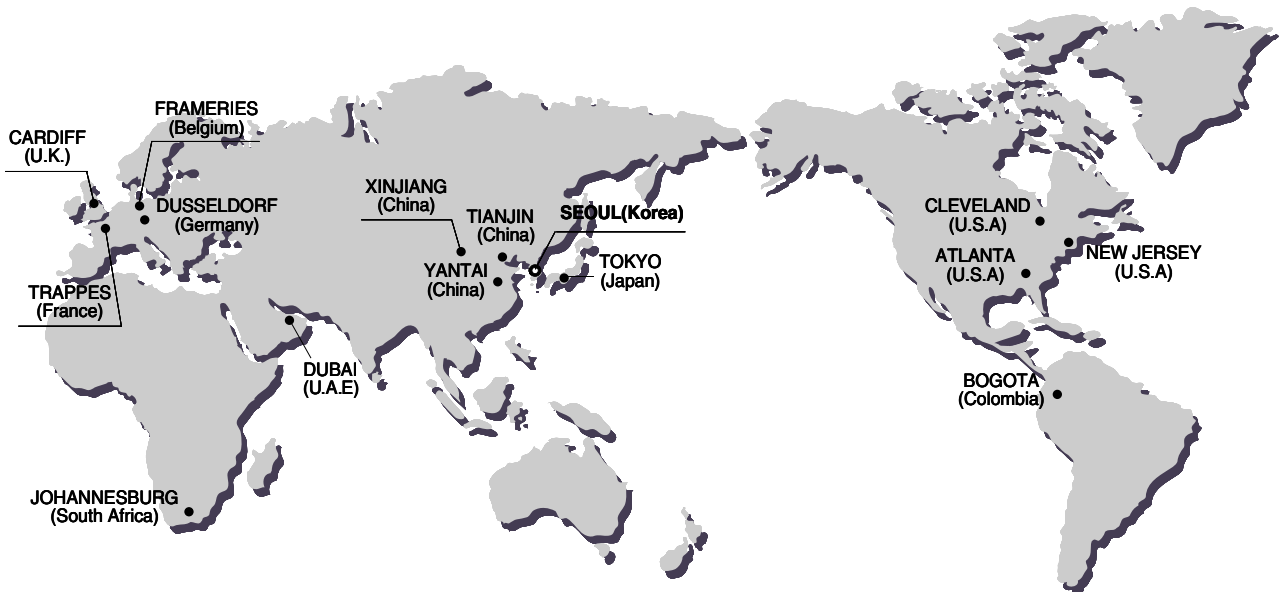 FRAMERIES
(Belgium)
CARDIFF
(U.K.)
DUSSELDORF
(Germany)
TRAPPES
(France)
XINJIANG
(China)
TIANJIN
(China)
SEOUL(Korea)
YANTAI
(China)
TOKYO
(Japan)
DUBAI
(U.A.E)
JOHANNESBURG
(South Africa)
CLEVELAND
(U.S.A)
NEW JERSEY
(U.S.A)
ATLANTA
(U.S.A)
BOGOTA
(Colombia)